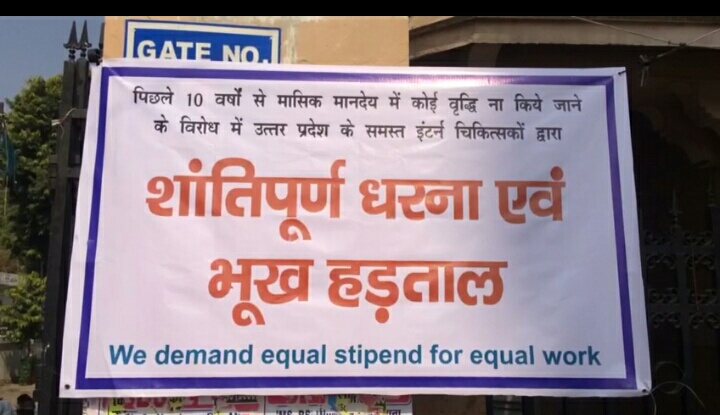 GATE NO.
पिछले 10 वर्षों से मासिक मानदेय में कोई वृद्धि ना किये जाने
के विरोध में उत्तर प्रदेश के समस्त इंटर्न चिकित्सकों द्वारा
शांतिपूर्ण धरना एवं
भूख हड़ताल
We demand equal stipend for equal work